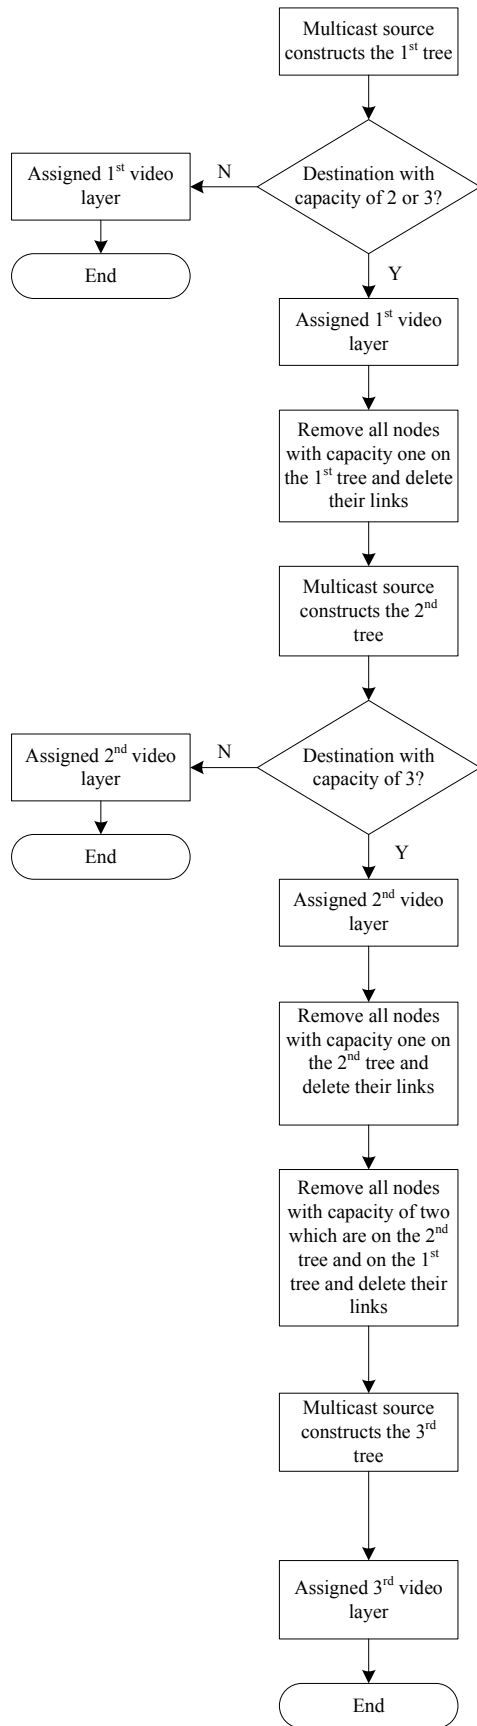 Multicast source
constructs the 1st tree
Destination with
capacity of 2 or 3?
N
Assigned 1st video
layer
End
Y
Assigned 1st video
layer
Remove all nodes
with capacity one on
the 1st tree and delete
their links
Multicast source
constructs the 2nd
tree
Destination with
capacity of 3?
N
Assigned 2nd video
layer
End
Y
Assigned 2nd video
layer
Remove all nodes
with capacity one on
the 2nd tree and
delete their links
Remove all nodes
with capacity of two
which are on the 2nd
tree and on the 1st
tree and delete their
links
Multicast source
constructs the 3rd
tree
Assigned 3rd video
layer
End